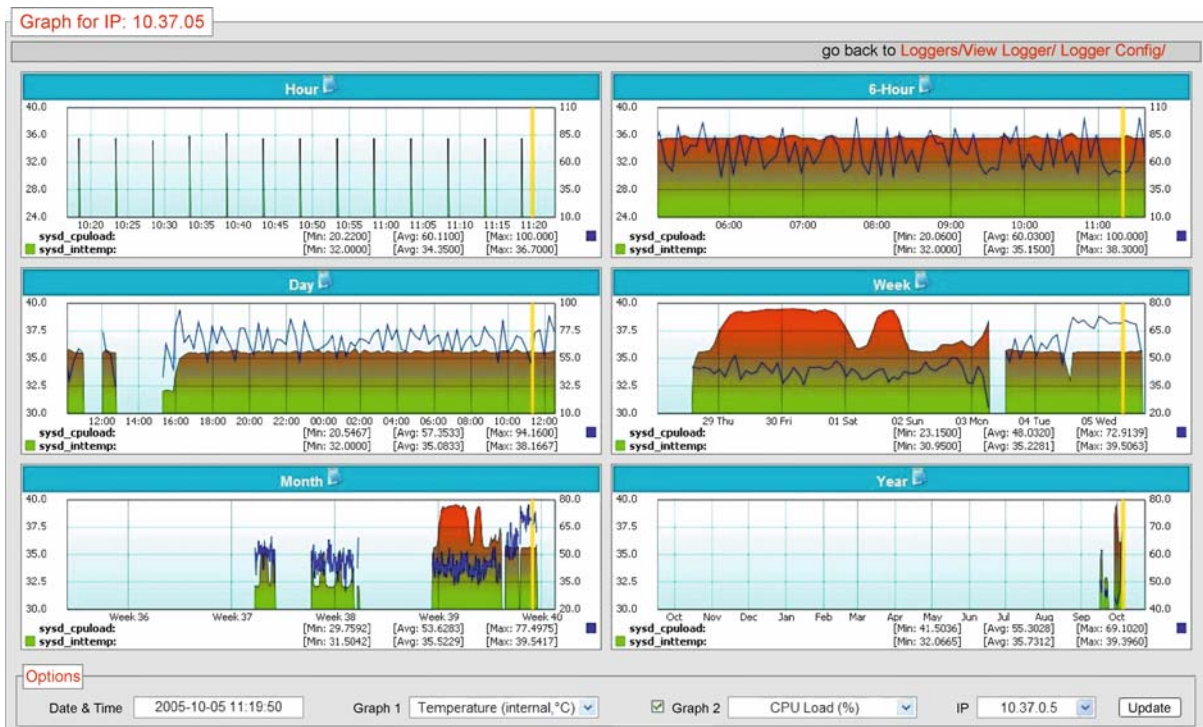 Graph for IP: 10.37.05
go back to Loggers/View Logger/ Logger Config/
Hour
40.0 110
36.0 85.0
32.0 60.0
28.0 35.0
24.0 10.0
10:20 10:25 10:30 10:35 10:40 10:45 10:50 10:55 11:00 11:05 11:10 11:15 11:20
sysd_cpuload: [Min: 20.2200] [Avg: 60.1100] [Max: 100.000]
sysd_inttemp: [Min: 32.0000] [Avg: 34.3500] [Max: 36.7000]
6-Hour
40.0 110
36.0 85.0
32.0 60.0
28.0 35.0
24.0 10.0
06:00 07:00 08:00 09:00 10:00 11:00
sysd_cpuload: [Min: 20.0600] [Avg: 60.0300] [Max: 100.000]
sysd_inttemp: [Min: 32.0000] [Avg: 35.1500] [Max: 38.3000]
Day
40.0 100
37.5 77.5
35.0 55.0
32.5 32.5
30.0 10.0
12:00 14:00 16:00 18:00 20:00 22:00 00:00 02:00 04:00 06:00 08:00 10:00 12:00
sysd_cpuload: [Min: 20.5467] [Avg: 57.3533] [Max: 94.1600]
sysd_inttemp: [Min: 32.0000] [Avg: 35.0833] [Max: 38.1667]
Week
40.0 80.0
37.5 65.0
35.0 50.0
32.5 35.0
30.0 20.0
29 Thu 30 Fri 01 Sat 02 Sun 03 Mon 04 Tue 05 Wed
sysd_cpuload: [Min: 23.1500] [Avg: 48.0320] [Max: 72.9139]
sysd_inttemp: [Min: 30.9500] [Avg: 35.2281] [Max: 39.5063]
Month
40.0 80.0
37.5 65.0
35.0 50.0
32.5 35.0
30.0 20.0
Week 36 Week 37 Week 38 Week 39 Week 40
sysd_cpuload: [Min: 29.7592] [Avg: 53.6283] [Max: 77.4975]
sysd_inttemp: [Min: 31.5042] [Avg: 35.5229] [Max: 39.5417]
Year
40.0 80.0
37.5 70.0
35.0 60.0
32.5 50.0
30.0 40.0
Oct Nov Dec Jan Feb Mar Apr May Jun Jul Aug Sep Oct
sysd_cpuload: [Min: 41.5036] [Avg: 55.3028] [Max: 69.1020]
sysd_inttemp: [Min: 32.0665] [Avg: 35.7312] [Max: 39.3960]
Options
Date & Time 2005-10-05 11:19:50 Graph 1 Temperature (internal,°C) Graph 2 CPU Load (%) IP 10.37.0.5 Update